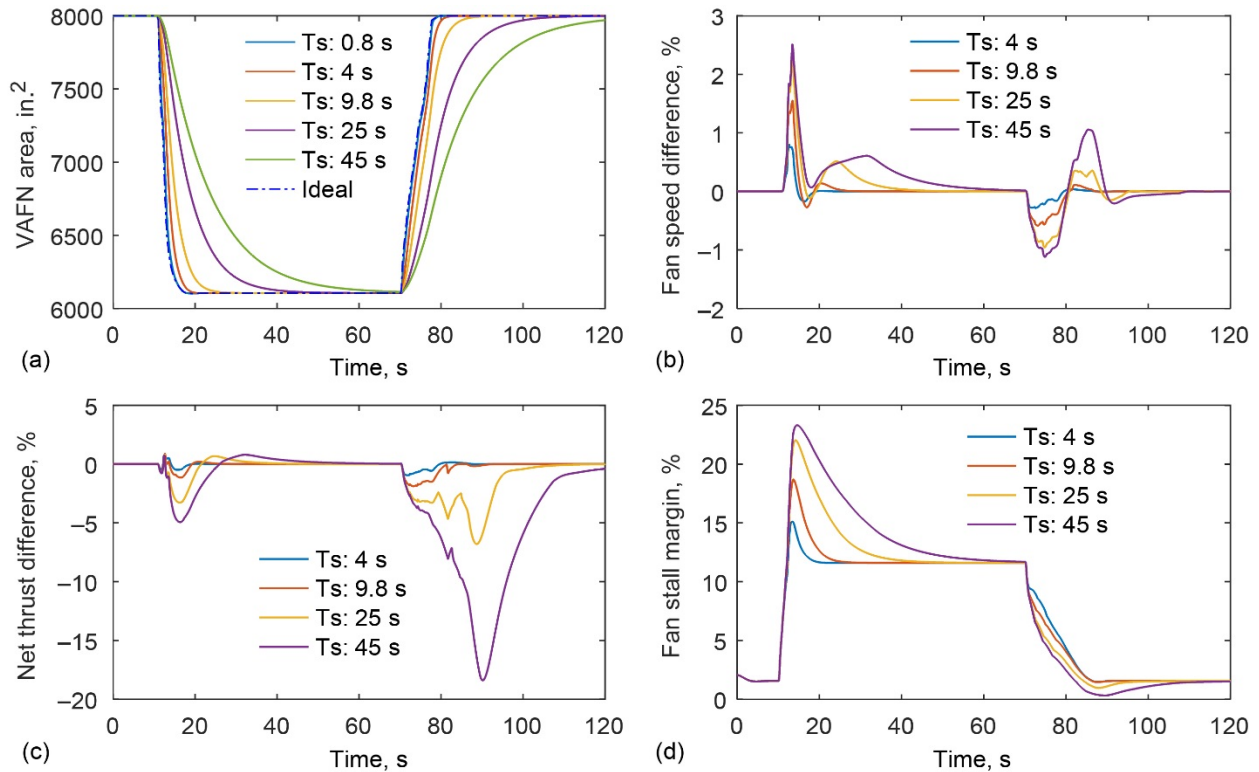 8000
7500
7000
6500
6000
VAFN area, in.²
Ts: 0.8 s
Ts: 4 s
Ts: 9.8 s
Ts: 25 s
Ts: 45 s
Ideal
0 20 40 60 80 100 120
(a)
Time, s
3
2
1
0
–1
–2
Fan speed difference, %
Ts: 4 s
Ts: 9.8 s
Ts: 25 s
Ts: 45 s
0 20 40 60 80 100 120
(b)
Time, s
5
0
–5
–10
–15
–20
Net thrust difference, %
Ts: 4 s
Ts: 9.8 s
Ts: 25 s
Ts: 45 s
0 20 40 60 80 100 120
(c)
Time, s
25
20
15
10
5
0
Fan stall margin, %
Ts: 4 s
Ts: 9.8 s
Ts: 25 s
Ts: 45 s
0 20 40 60 80 100 120
(d)
Time, s